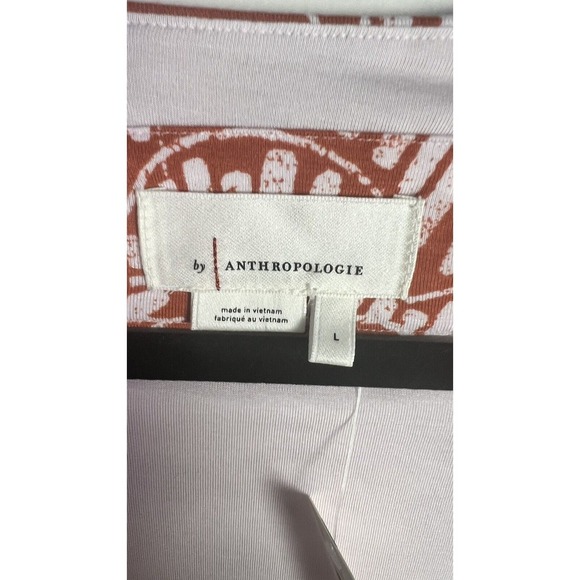 by | ANTHROPOLOGIE
made in vietnam
fabriqué au vietnam
L